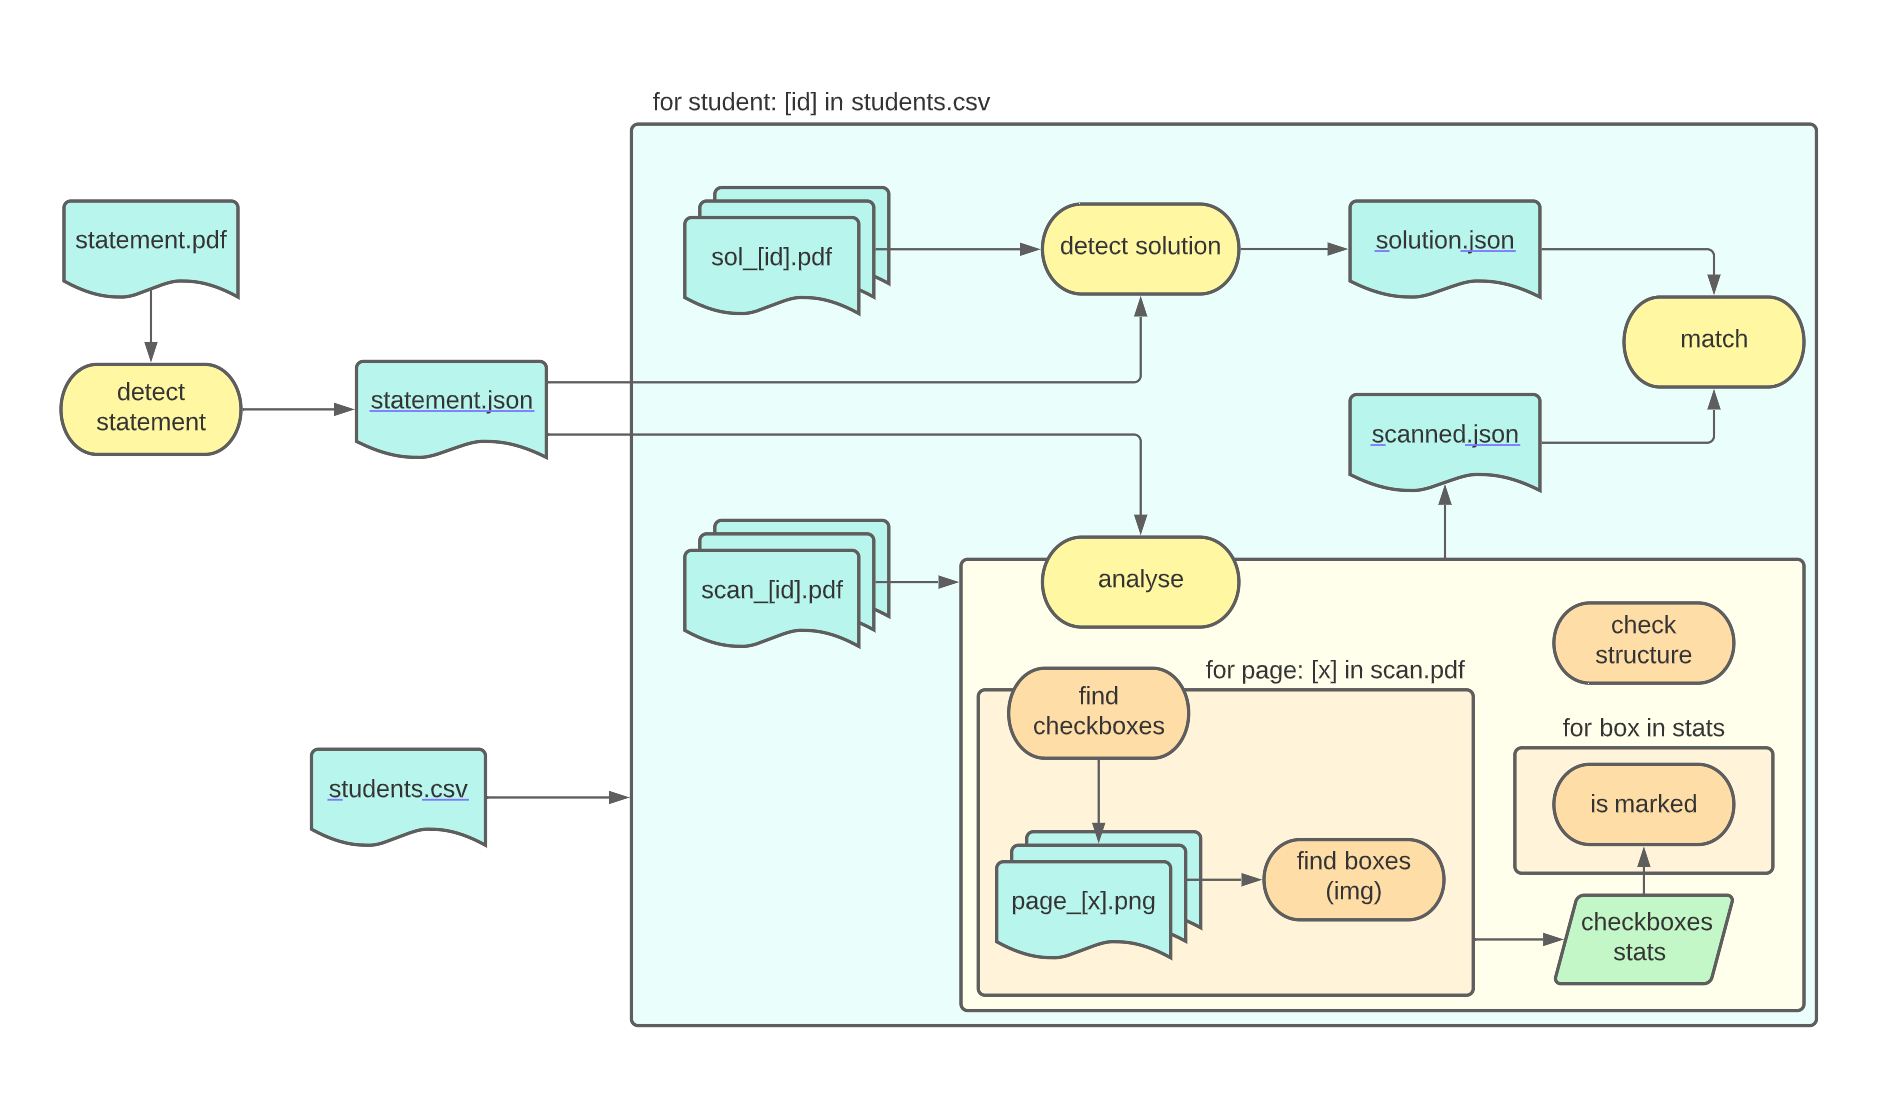 for student: [id] in students.csv
statement.pdf
sol_[id].pdf
detect solution
solution.json
match
detect
statement
statement.json
scanned.json
scan_[id].pdf
analyse
check
structure
for page: [x] in scan.pdf
find
checkboxes
for box in stats
students.csv
is marked
page_[x].png
find boxes
(img)
checkboxes
stats